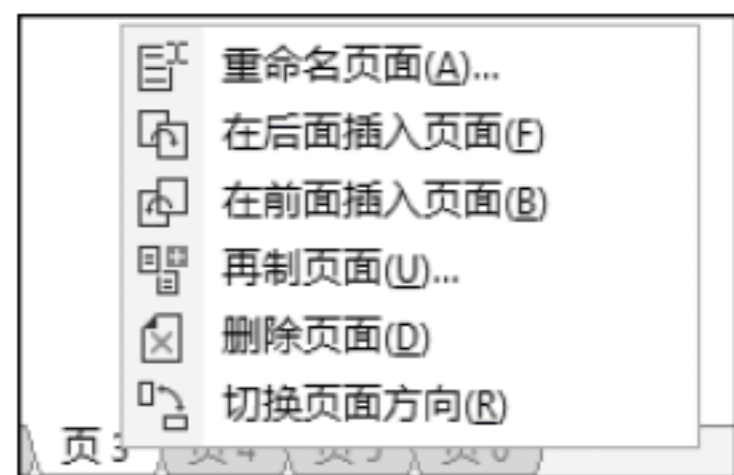 重命名页面(A)...
在后面插入页面(F)
在前面插入页面(B)
再制页面(U)...
删除页面(D)
切换页面方向(R)
页 3